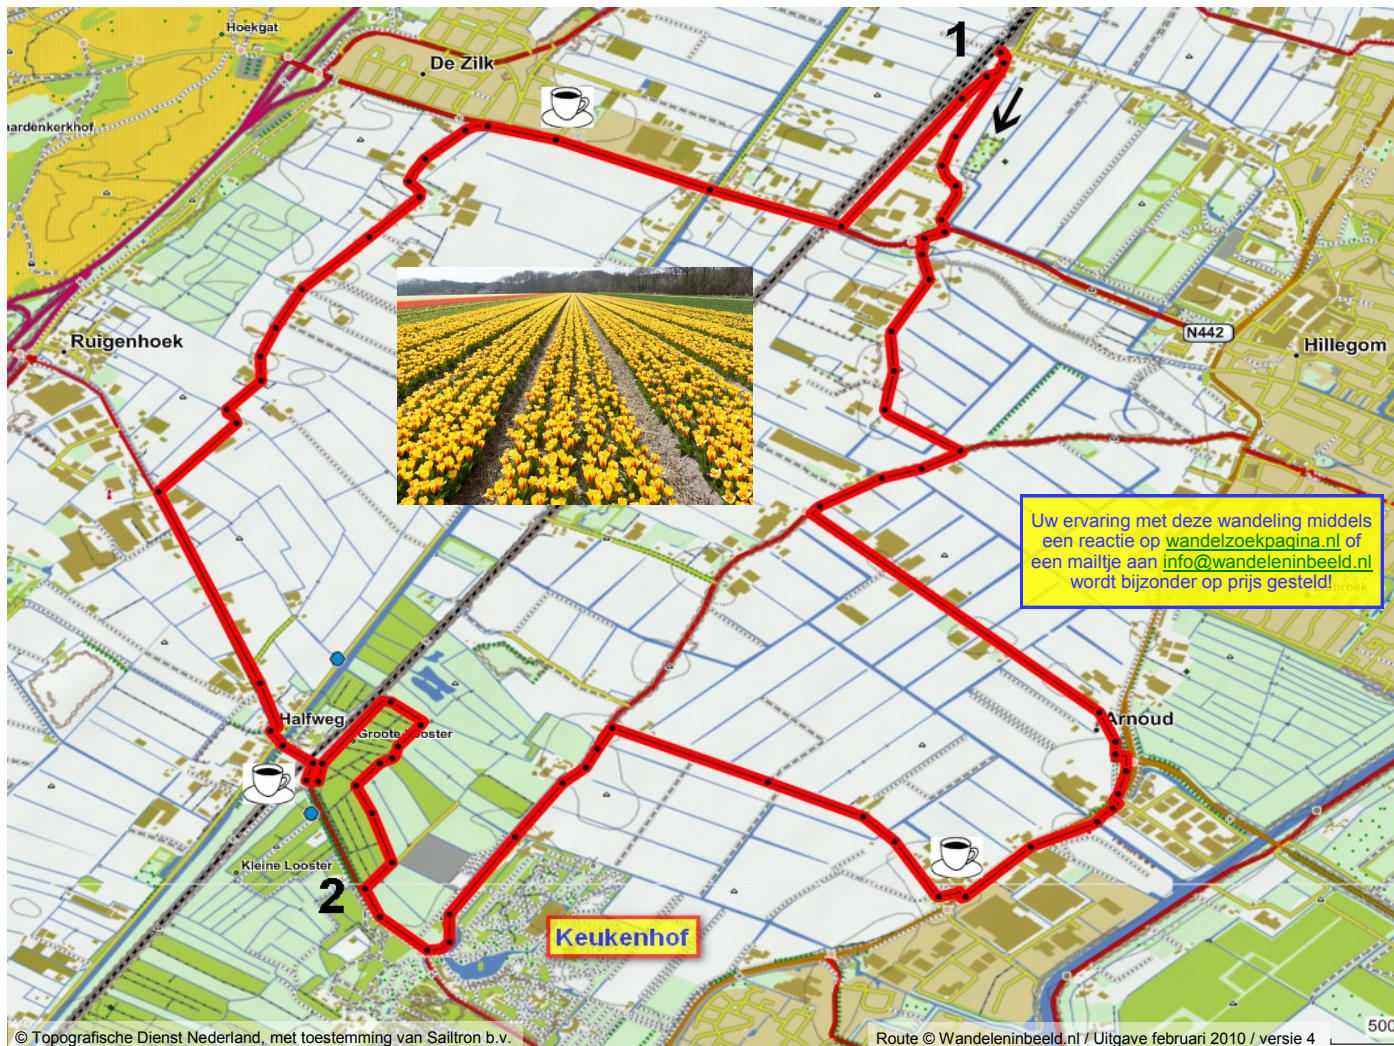 Hoekgat
1
De Zilk
aardenkerkhof
N442
Ruigenhoek
Hillegom
Uw ervaring met deze wandeling middels
een reactie op wandelzoekpagina.nl of
een mailtje aan info@wandeleninbeeld.nl
wordt bijzonder op prijs gesteld!
Halfweg
Arnoud
Groote Looster
Kleine Looster
2
Keukenhof
500
© Topografische Dienst Nederland, met toestemming van Sailtron b.v.
Route © Wandeleninbeeld.nl / Uitgave februari 2010 / versie 4